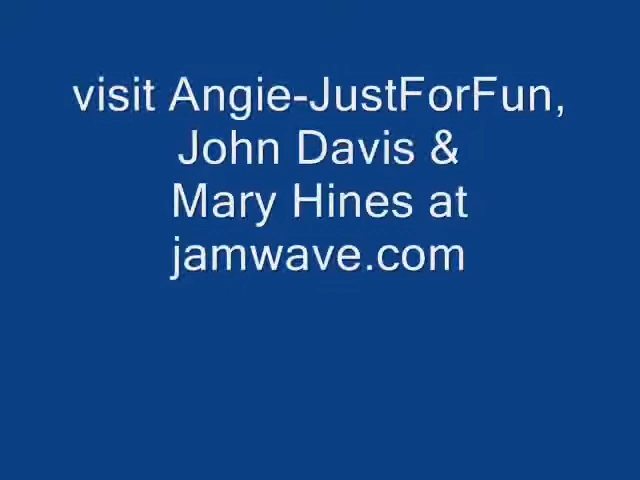 visit Angie-JustForFun,
John Davis &
Mary Hines at
jamwave.com